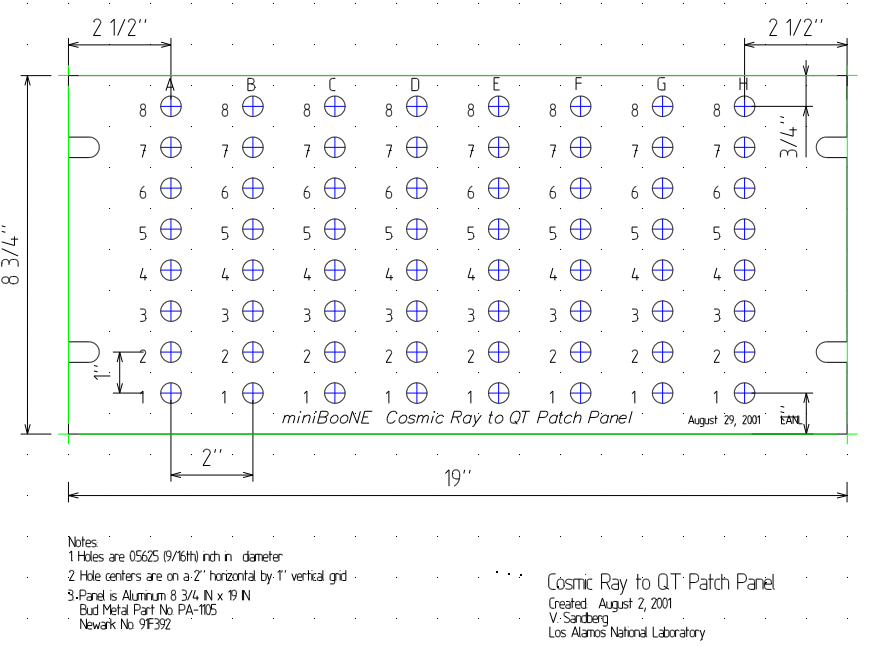 2 1/2'' 2 1/2''
A B C D E F G H
8 8 8 8 8 8 8 8
3/4''
7 7 7 7 7 7 7 7
6 6 6 6 6 6 6 6
5 5 5 5 5 5 5 5
8 3/4''
4 4 4 4 4 4 4 4
3 3 3 3 3 3 3 3
2 2 2 2 2 2 2 2
1''
1 1 1 1 1 1 1 1
miniBooNE Cosmic Ray to QT Patch Panel August 29, 2001 LANL
2''
19''
Notes:
1 Holes are 0.5625 (9/16th) inch in diameter
2 Hole centers are on a 2'' horizontal by 1'' vertical grid
3 Panel is Aluminum 8 3/4 IN x 19 IN
Bud Metal Part No. PA-1105
Newark No. 91F392
Cosmic Ray to QT Patch Panel
Created: August 2, 2001
V. Sandberg
Los Alamos National Laboratory